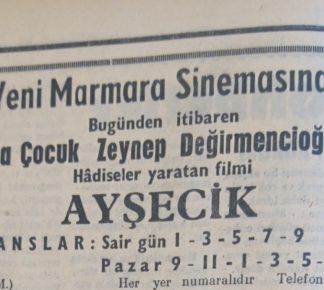 Yeni Marmara Sinemasın
Bugünden itibaren
a Çocuk Zeynep Değirmencioğ
Hâdiseler yaratan filmi
AYŞECİK
ANSLAR: Sair gün 1 - 3 - 5 - 7 - 9
Pazar 9 - 11 - 1 - 3 - 5 -
M.) Her yer numaralıdır Telefon